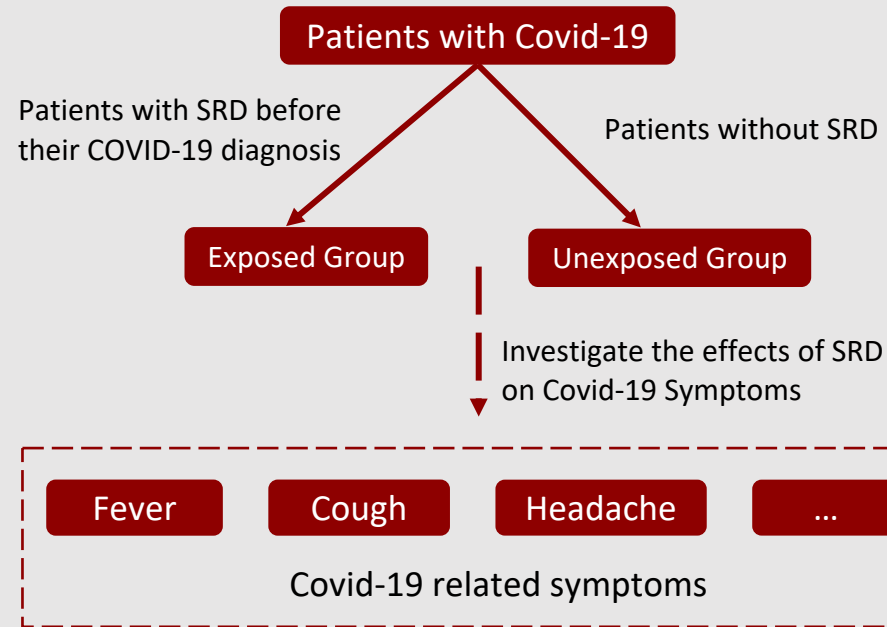 Patients with Covid-19
Patients with SRD before
their COVID-19 diagnosis
Patients without SRD
Exposed Group
Unexposed Group
Investigate the effects of SRD
on Covid-19 Symptoms
Fever
Cough
Headache
...
Covid-19 related symptoms